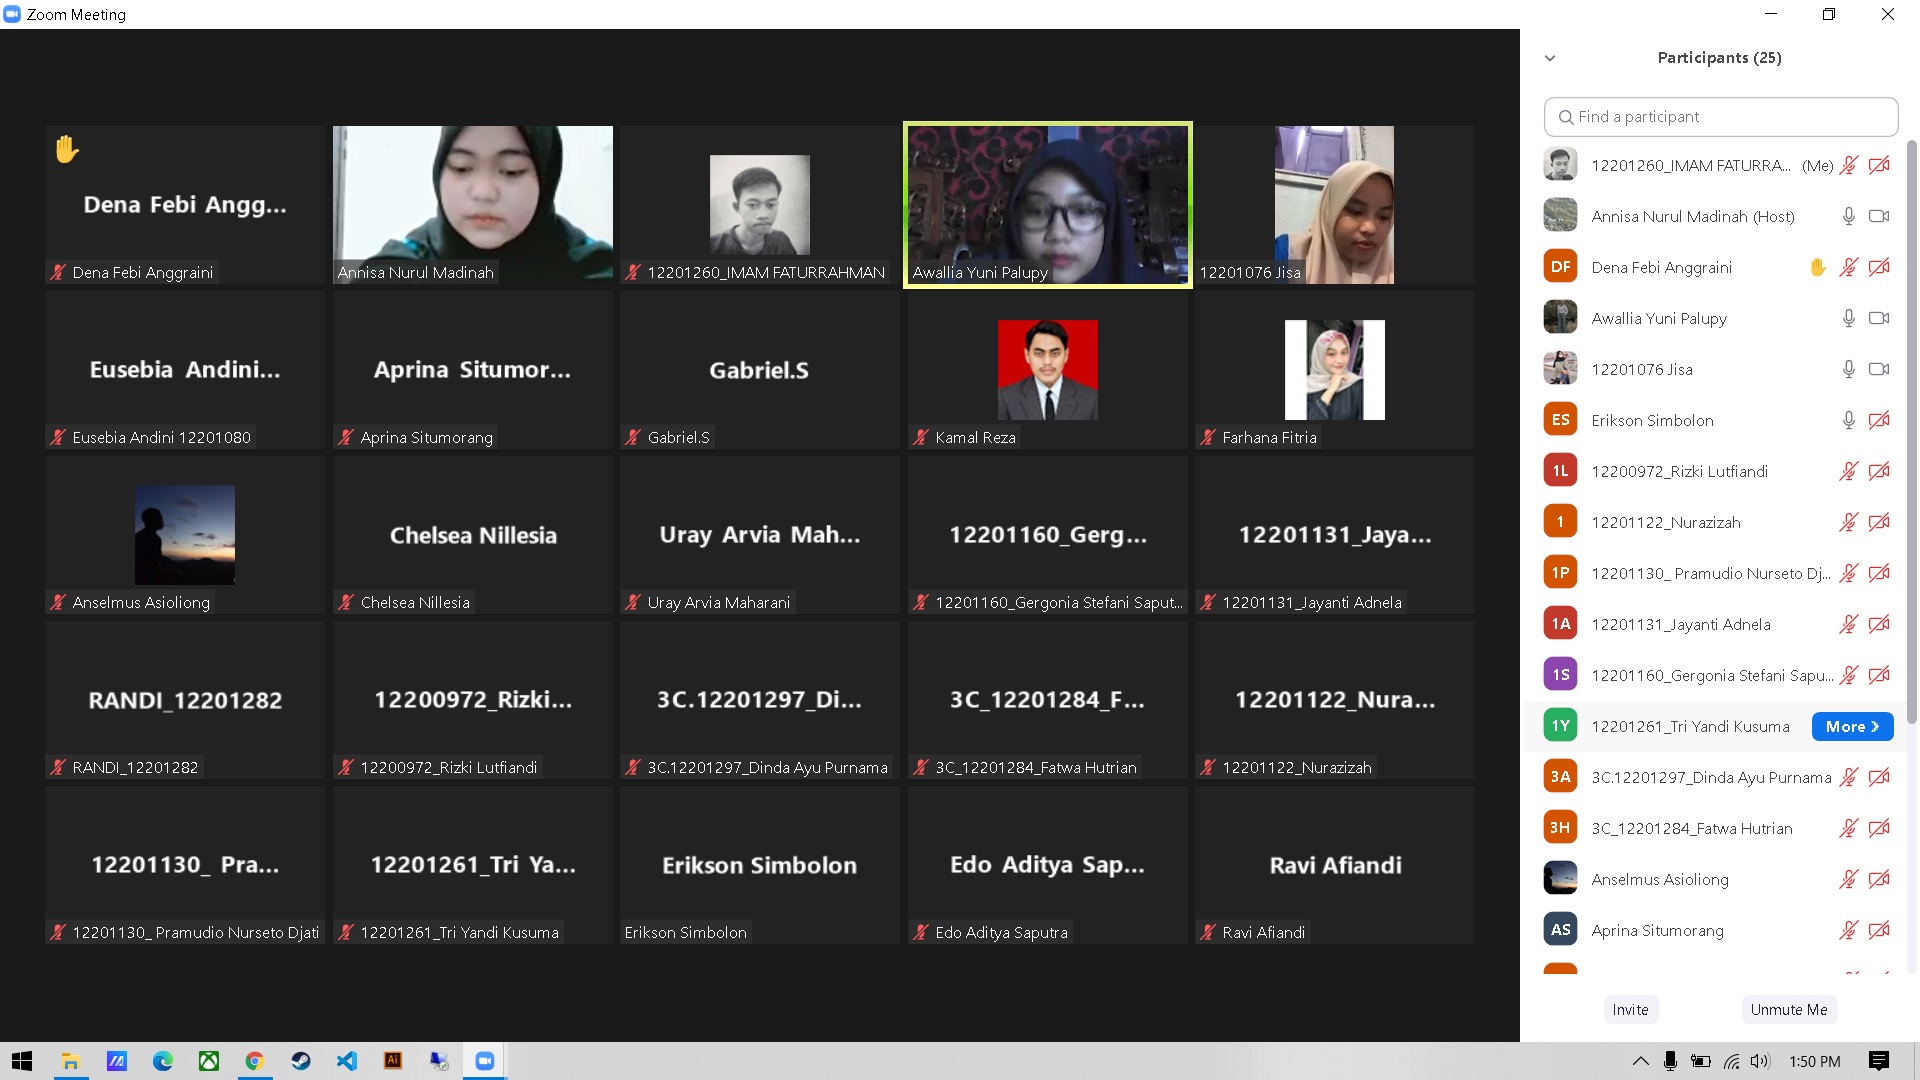 Zoom Meeting
Dena Febi Angg...
Dena Febi Anggraini
Annisa Nurul Madinah
12201260_IMAM FATURRAHMAN
Awallia Yuni Palupy
12201076 Jisa
Eusebia Andini...
Eusebia Andini 12201080
Aprina Situmor...
Aprina Situmorang
Gabriel.S
Gabriel.S
Kamal Reza
Farhana Fitria
Anselmus Asioliong
Chelsea Nillesia
Chelsea Nillesia
Uray Arvia Mah...
Uray Arvia Maharani
12201160_Gerg...
12201160_Gergonia Stefani Saput...
12201131_Jaya...
12201131_Jayanti Adnela
RANDI_12201282
RANDI_12201282
12200972_Rizki...
12200972_Rizki Lutfiandi
3C.12201297_Di...
3C.12201297_Dinda Ayu Purnama
3C_12201284_F...
3C_12201284_Fatwa Hutrian
12201122_Nura...
12201122_Nurazizah
12201130_ Pra...
12201130_ Pramudio Nurseto Djati
12201261_Tri Ya...
12201261_Tri Yandi Kusuma
Erikson Simbolon
Erikson Simbolon
Edo Aditya Sap...
Edo Aditya Saputra
Ravi Afiandi
Ravi Afiandi
Participants (25)
Find a participant
12201260_IMAM FATURRA... (Me)
Annisa Nurul Madinah (Host)
DF Dena Febi Anggraini
Awallia Yuni Palupy
12201076 Jisa
ES Erikson Simbolon
1L 12200972_Rizki Lutfiandi
1 12201122_Nurazizah
1P 12201130_ Pramudio Nurseto Dj...
1A 12201131_Jayanti Adnela
1S 12201160_Gergonia Stefani Sapu...
1Y 12201261_Tri Yandi Kusuma More
3A 3C.12201297_Dinda Ayu Purnama
3H 3C_12201284_Fatwa Hutrian
Anselmus Asioliong
AS Aprina Situmorang
Invite Unmute Me
Ai
1:50 PM